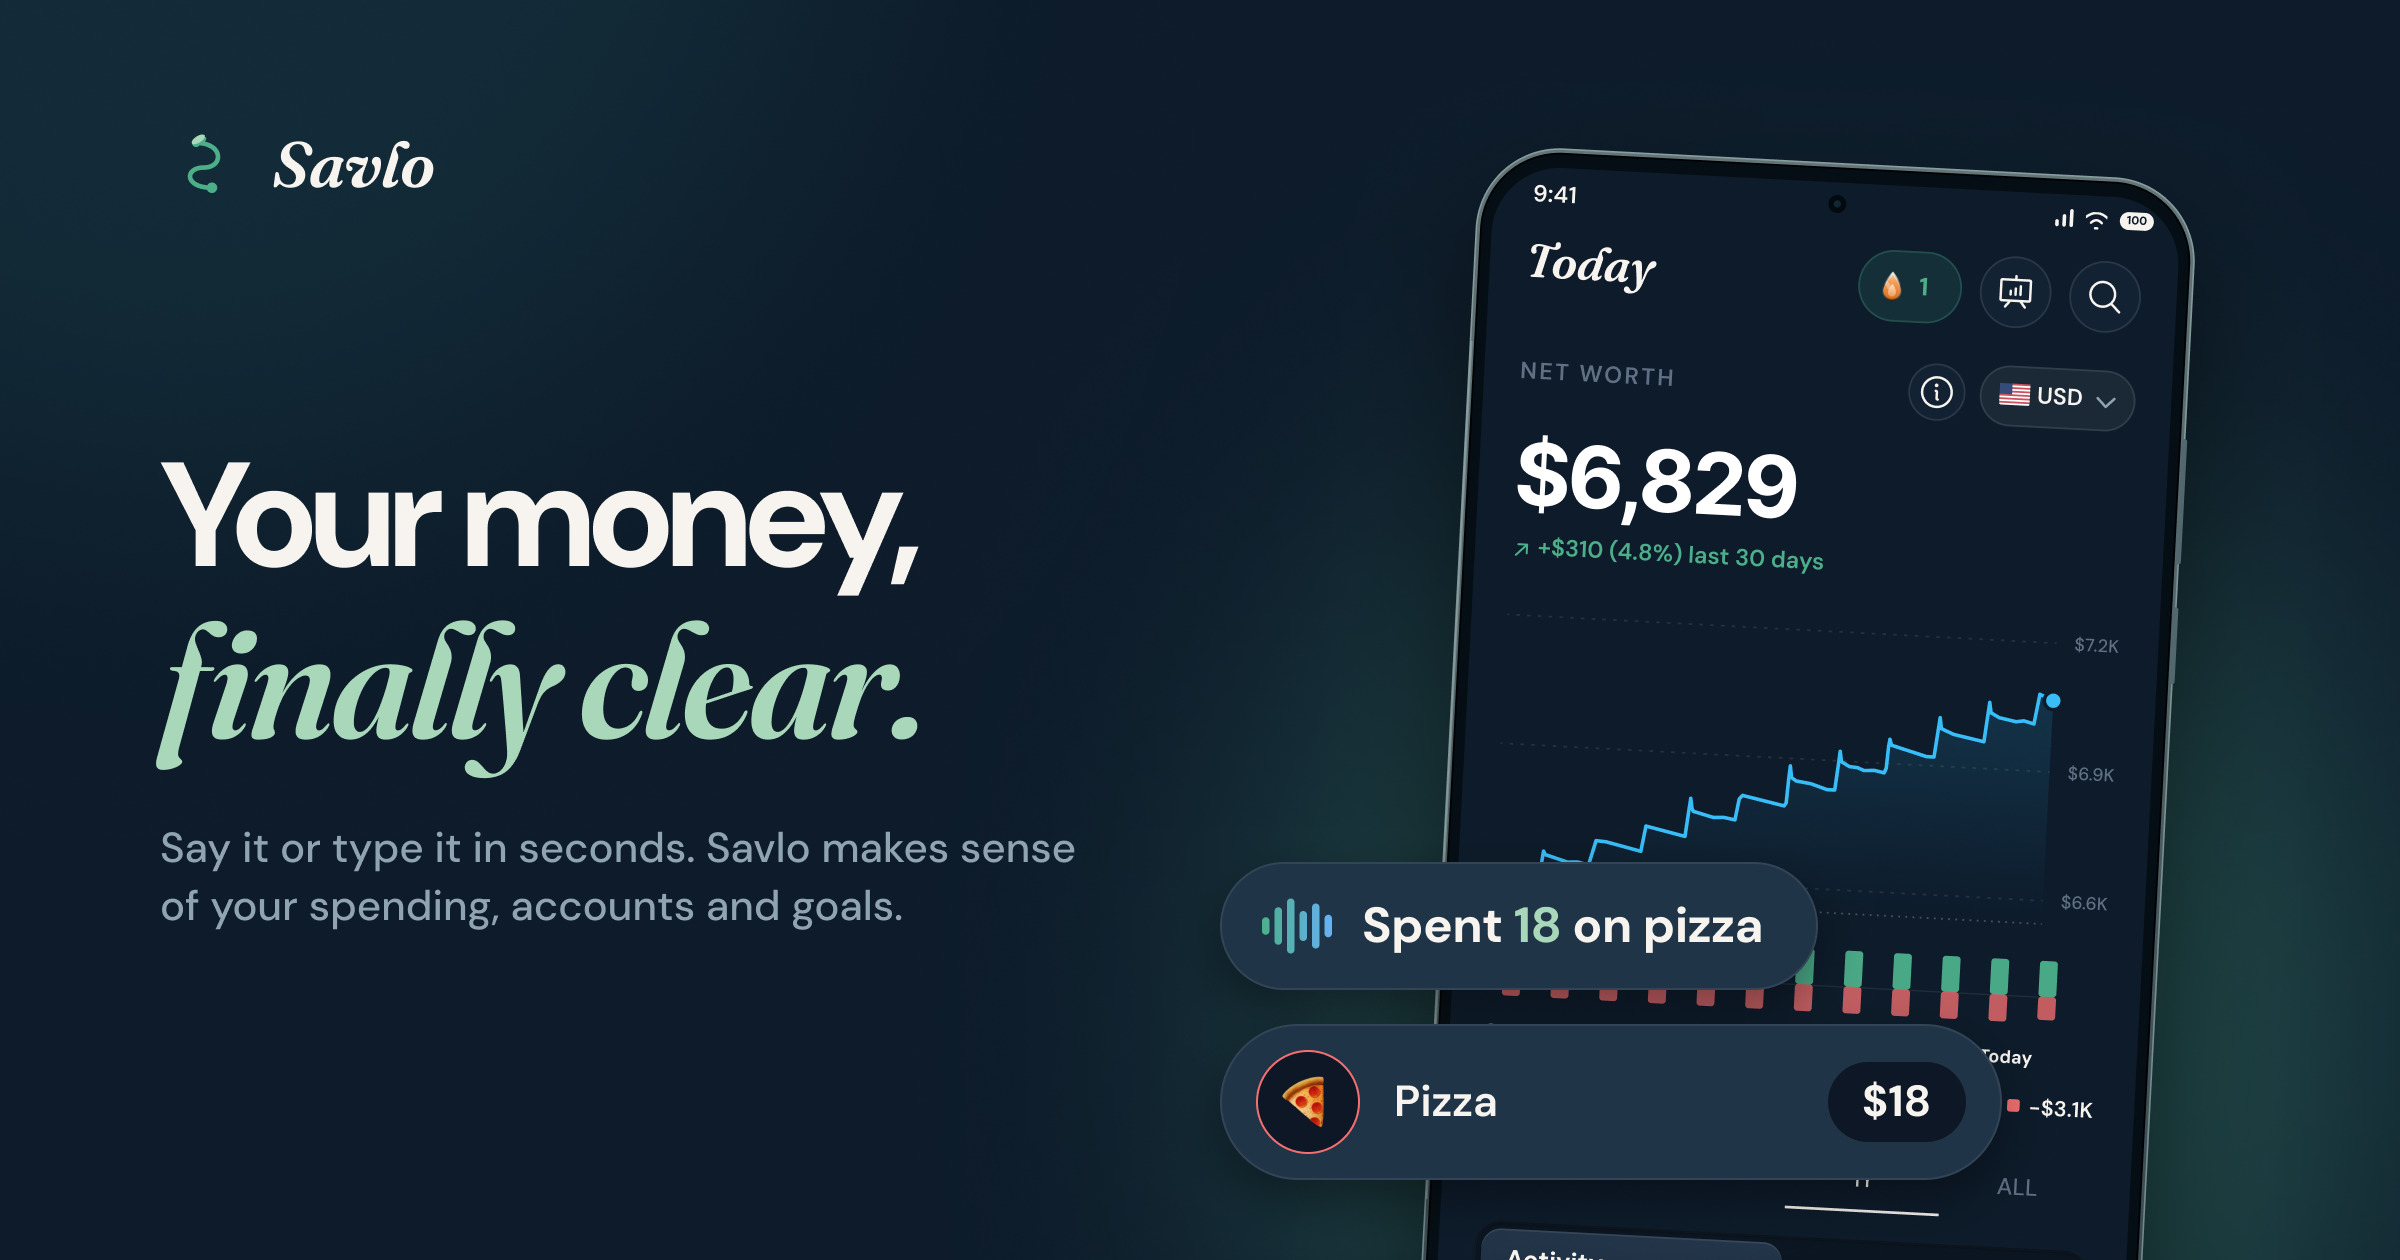 Savlo
Your money,
finally clear.
Say it or type it in seconds. Savlo makes sense
of your spending, accounts and goals.
9:41
100
Today
1
NET WORTH
USD
$6,829
+$310 (4.8%) last 30 days
$7.2K
$6.9K
$6.6K
Spent 18 on pizza
Today
Pizza
$18
-$3.1K
ALL
Activity